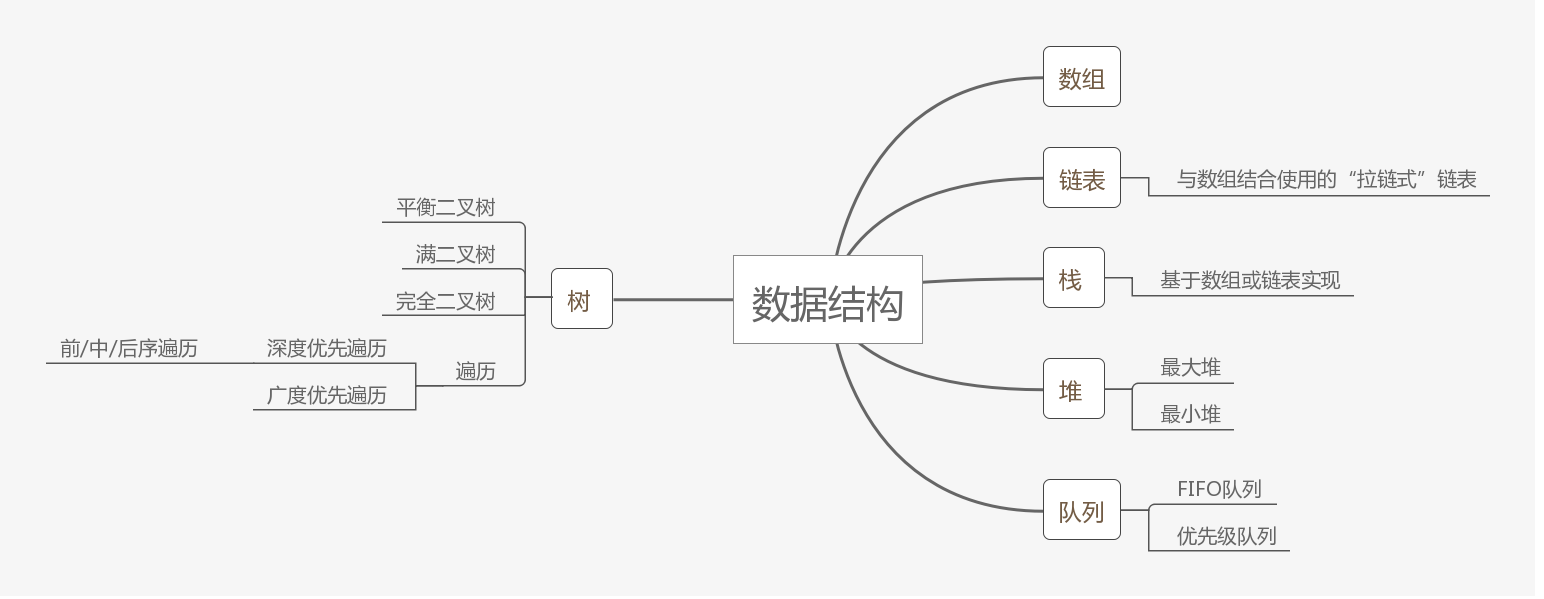 数据结构
数组
链表
与数组结合使用的“拉链式”链表
栈
基于数组或链表实现
堆
最大堆
最小堆
队列
FIFO队列
优先级队列
树
平衡二叉树
满二叉树
完全二叉树
遍历
深度优先遍历
前/中/后序遍历
广度优先遍历